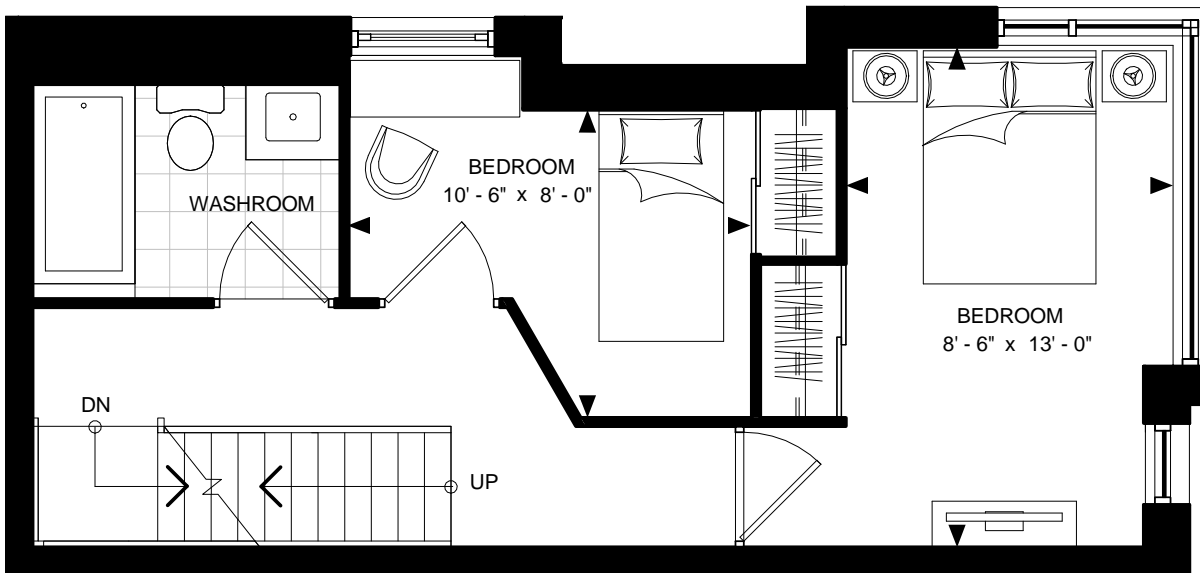 WASHROOM
BEDROOM
10' - 6" x 8' - 0"
BEDROOM
8' - 6" x 13' - 0"
DN
UP